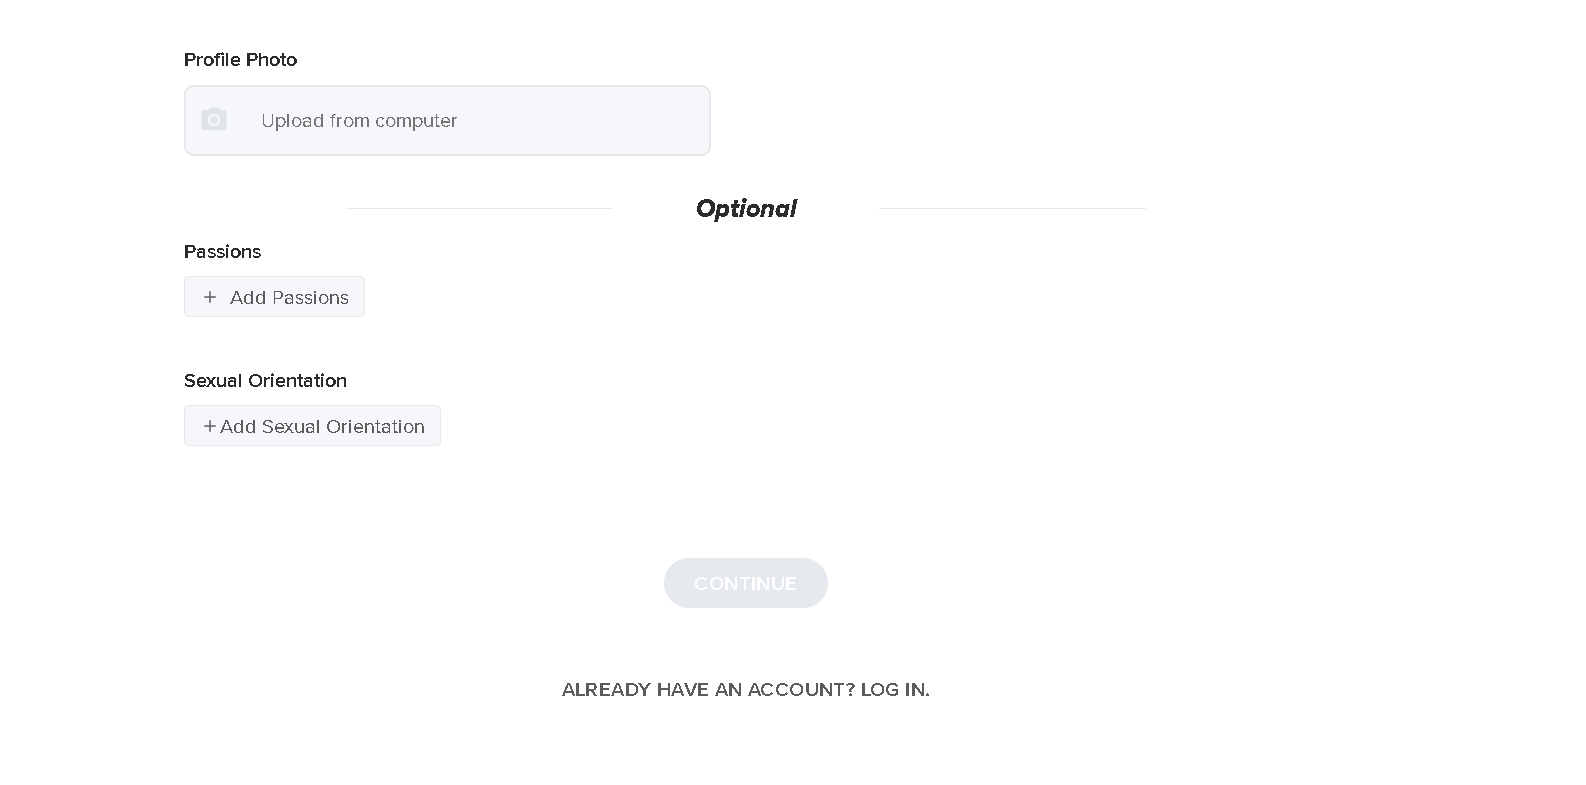 Profile Photo
Upload from computer
Optional
Passions
+ Add Passions
Sexual Orientation
+ Add Sexual Orientation
CONTINUE
ALREADY HAVE AN ACCOUNT? LOG IN.